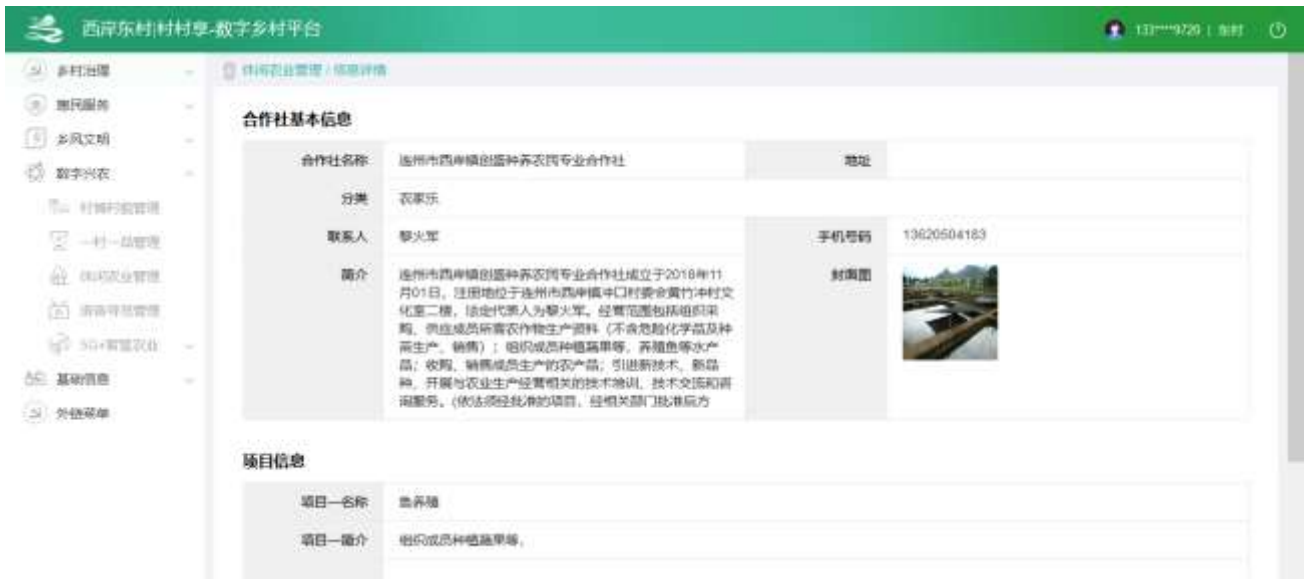 西岸东村|村村享-数字乡村平台
133****9720 | 东村
乡村治理
惠民服务
乡风文明
数字兴农
一村一品管理
休闲农业管理
5G+智慧农业
基础信息
外链菜单
休闲农业管理 / 信息详情
合作社基本信息
合作社名称 连州市西岸镇创盛种养农民专业合作社 地址
分类 农家乐
联系人 黎火军 手机号码 13620504183
简介 连州市西岸镇创盛种养农民专业合作社成立于2018年11
月01日，注册地位于连州市西岸镇冲口村委会黄竹冲村文
化室二楼，法定代表人为黎火军。经营范围包括组织采
购、供应成员所需农作物生产资料（不含危险化学品及种
苗生产、销售）；组织成员种植蔬果等，养殖鱼等水产
品；收购、销售成员生产的农产品；引进新技术、新品
种，开展与农业生产经营相关的技术培训、技术交流和咨
询服务。(依法须经批准的项目，经相关部门批准后方
封面图
项目信息
项目一名称 鱼养殖
项目一简介 组织成员种植蔬果等，